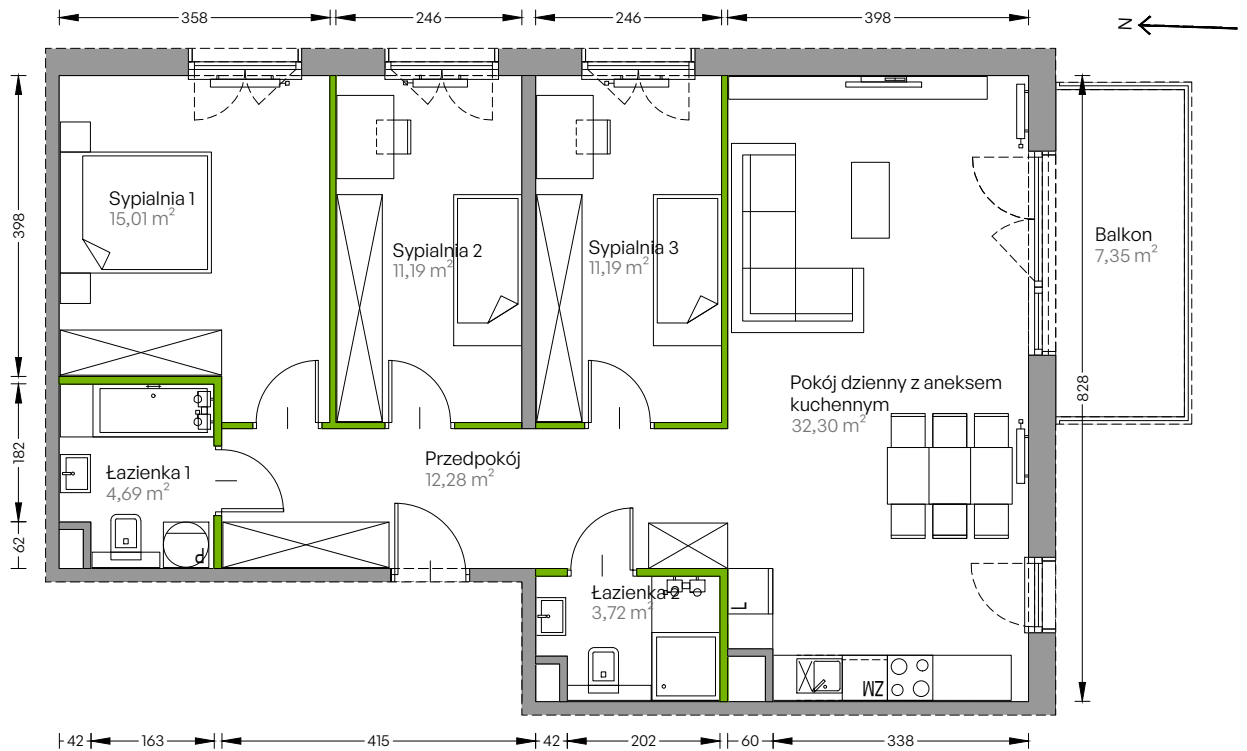 358
246
246
398
N
398
182
62
Sypialnia 1
15,01 m²
Sypialnia 2
11,19 m²
Sypialnia 3
11,19 m²
Balkon
7,35 m²
Pokój dzienny z aneksem
kuchennym
32,30 m²
828
Łazienka 1
4,69 m²
Przedpokój
12,28 m²
P
Łazienka 2
3,72 m²
L
ZM
42
163
415
42
202
60
338